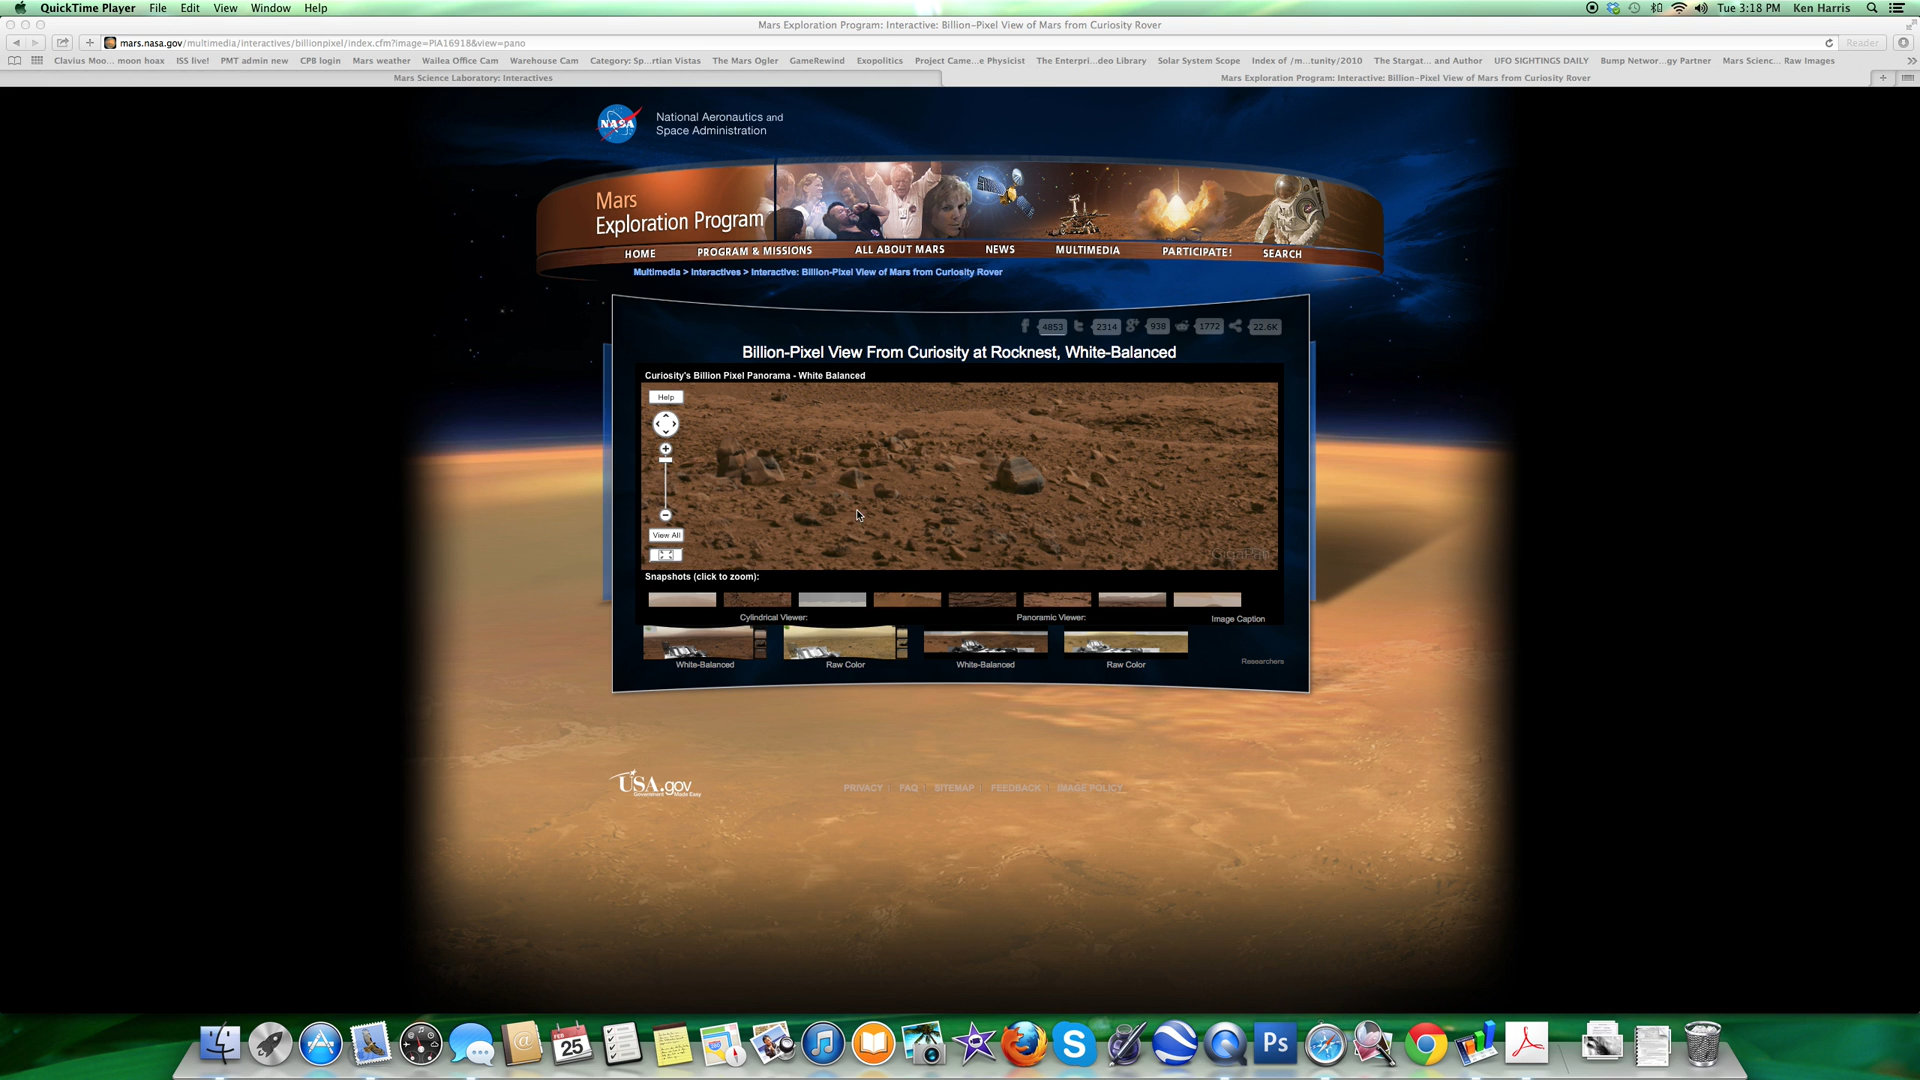 QuickTime Player File Edit View Window Help Tue 3:18 PM Ken Harris
Mars Exploration Program: Interactive: Billion-Pixel View of Mars from Curiosity Rover
mars.nasa.gov/multimedia/interactives/billionpixel/index.cfm?image=PIA16918&view=pano Reader
Clavius Moo... moon hoax ISS live! PMT admin new CPB login Mars weather Wailea Office Cam Warehouse Cam Category: Sp...rtian Vistas The Mars Ogler GameRewind Exopolitics Project Came...e Physicist The Enterpri...deo Library Solar System Scope Index of /m...tunity/2010 The Stargat... and Author UFO SIGHTINGS DAILY Bump Networ...gy Partner Mars Scienc... Raw Images
Mars Science Laboratory: Interactives Mars Exploration Program: Interactive: Billion-Pixel View of Mars from Curiosity Rover
NASA
National Aeronautics and
Space Administration
Mars
Exploration Program
HOME PROGRAM & MISSIONS ALL ABOUT MARS NEWS MULTIMEDIA PARTICIPATE! SEARCH
Multimedia > Interactives > Interactive: Billion-Pixel View of Mars from Curiosity Rover
4853 2314 938 1772 22.6K
Billion-Pixel View From Curiosity at Rocknest, White-Balanced
Curiosity's Billion Pixel Panorama - White Balanced
Help
View All
GigaPan
Snapshots (click to zoom):
Cylindrical Viewer: Panoramic Viewer: Image Caption
White-Balanced Raw Color White-Balanced Raw Color Researchers
USA.gov
Government Made Easy
PRIVACY FAQ SITEMAP FEEDBACK IMAGE POLICY
FEB
25
Ps